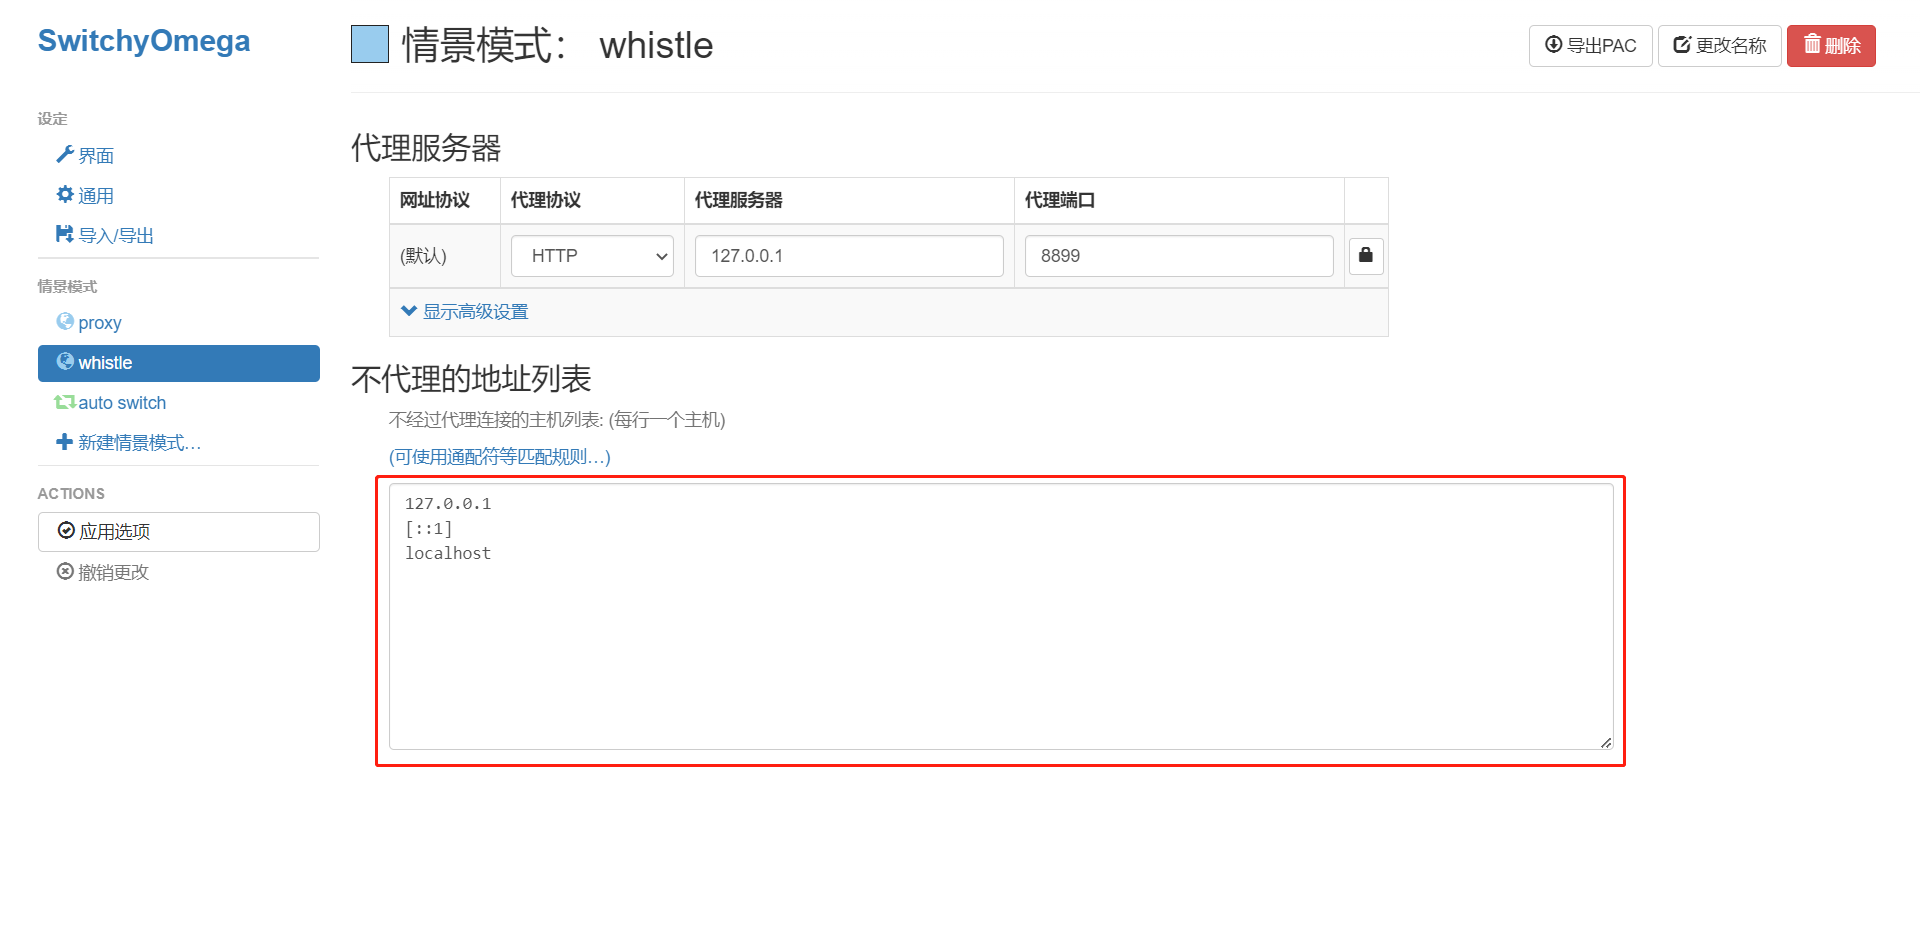 SwitchyOmega
设定
界面
通用
导入/导出
情景模式
proxy
whistle
auto switch
新建情景模式…
ACTIONS
应用选项
撤销更改
情景模式： whistle
导出PAC
更改名称
删除
代理服务器
网址协议 代理协议 代理服务器 代理端口
(默认) HTTP 127.0.0.1 8899
显示高级设置
不代理的地址列表
不经过代理连接的主机列表: (每行一个主机)
(可使用通配符等匹配规则…)
127.0.0.1
[::1]
localhost